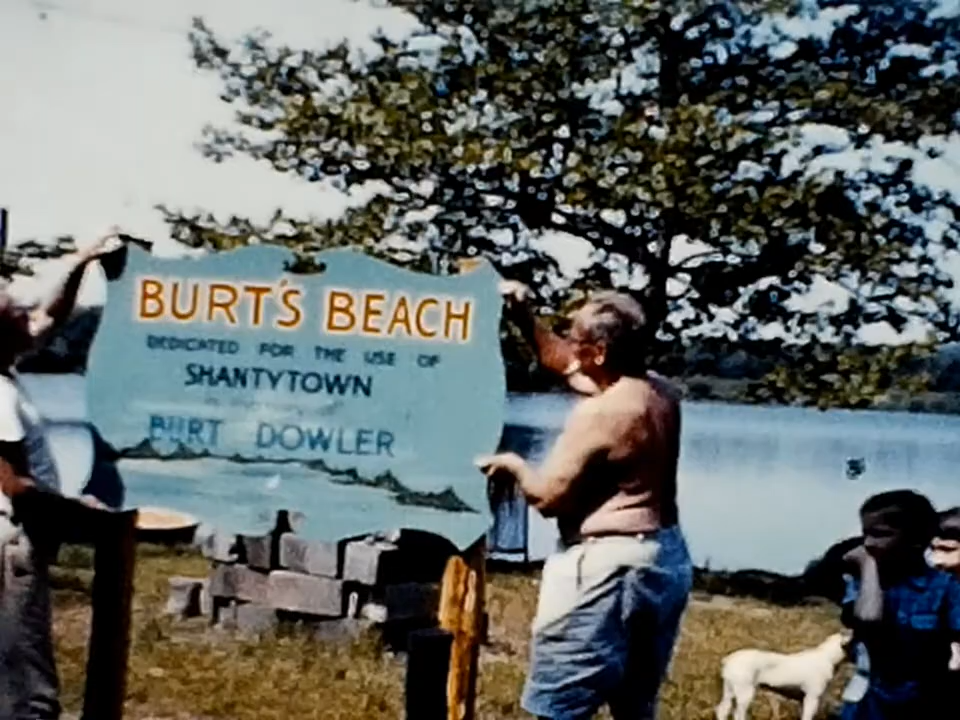 BURT'S BEACH
DEDICATED FOR THE USE OF
SHANTYTOWN
BURT DOWLER